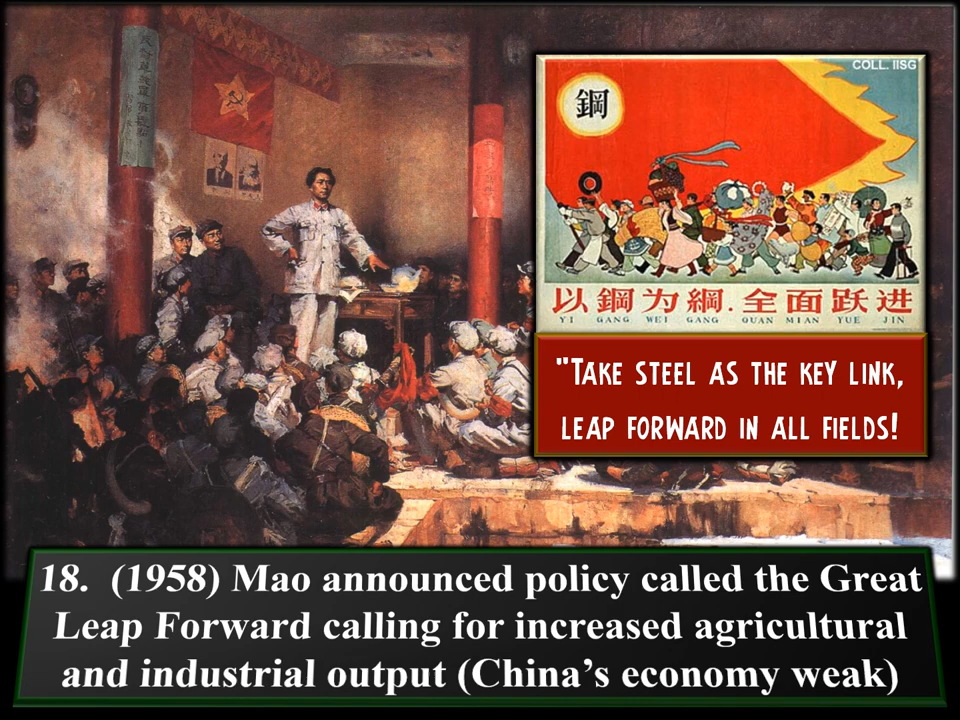 COLL. IISG
鋼
以鋼为綱.全面跃进
YI GANG WEI GANG QUAN MIAN YUE JIN
"TAKE STEEL AS THE KEY LINK,
LEAP FORWARD IN ALL FIELDS!
18. (1958) Mao announced policy called the Great
Leap Forward calling for increased agricultural
and industrial output (China’s economy weak)